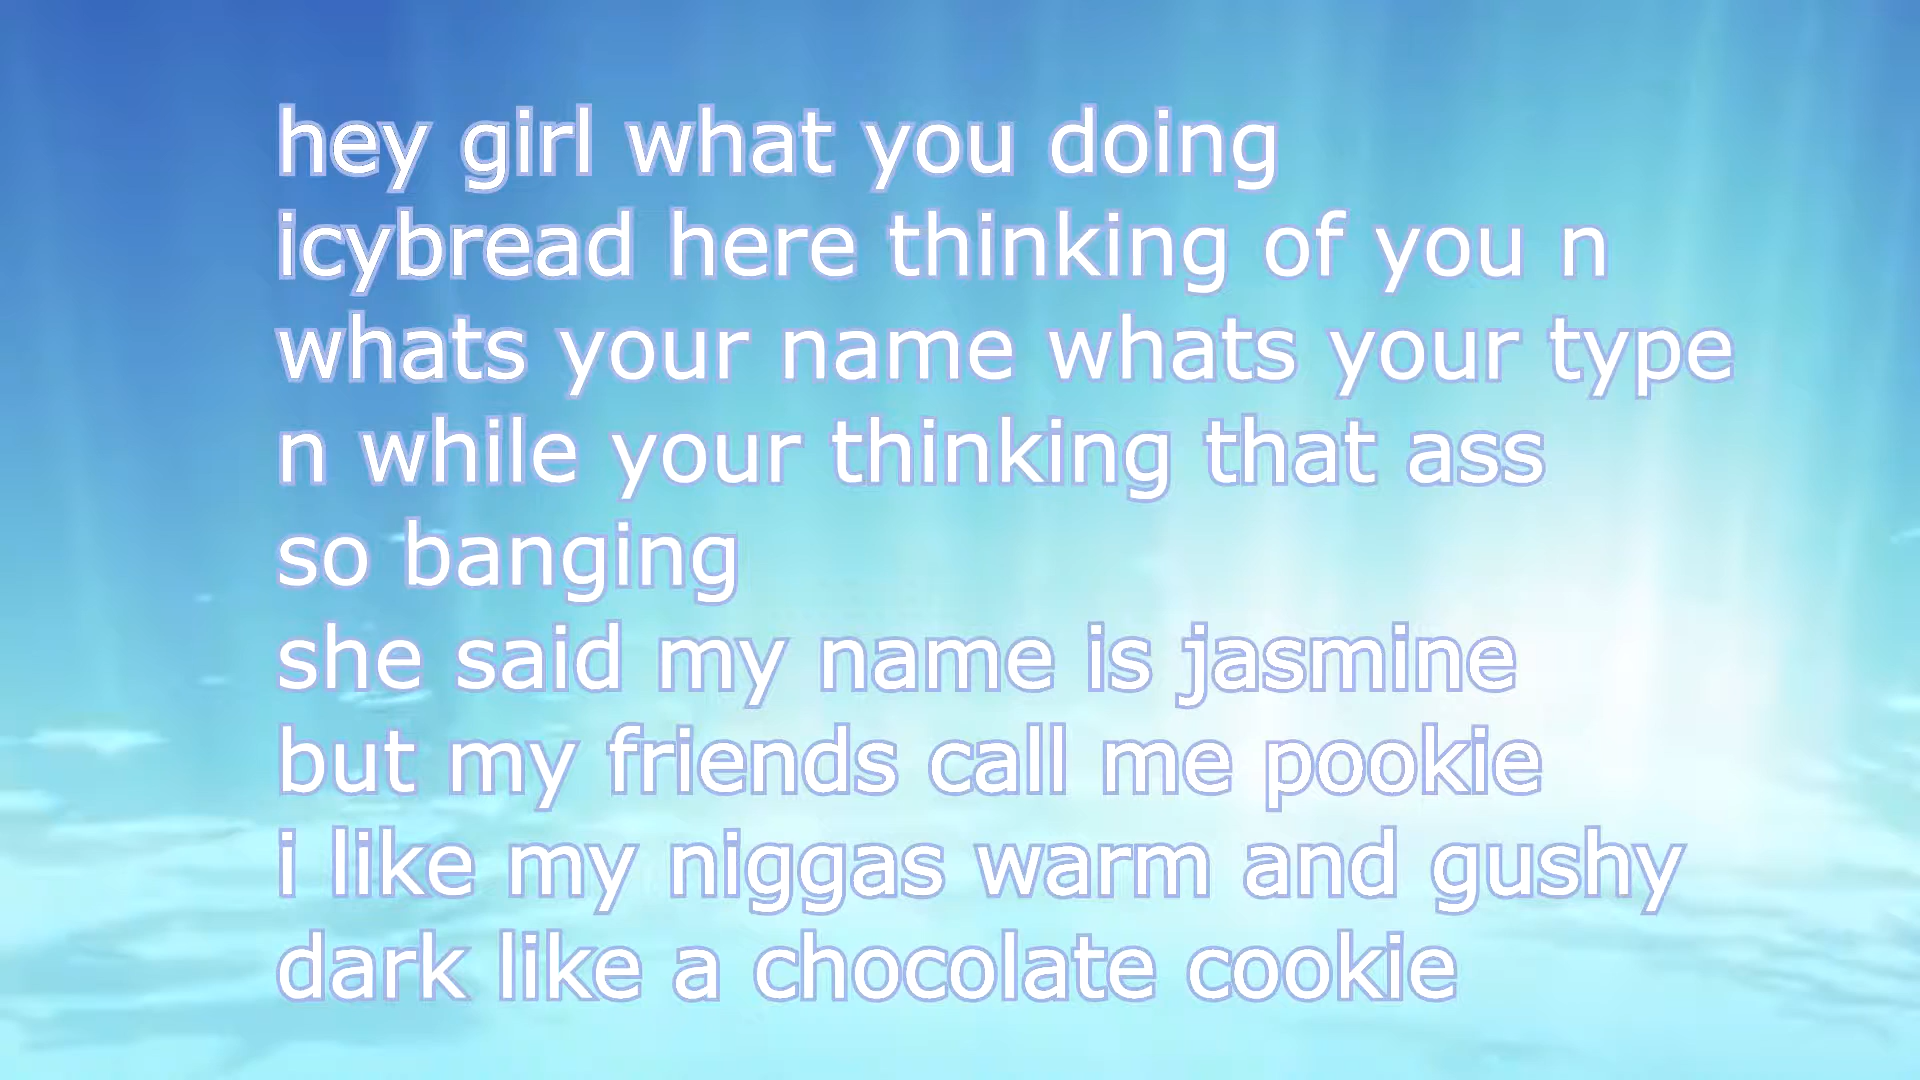 hey girl what you doing
icybread here thinking of you n
whats your name whats your type
n while your thinking that ass
so banging
she said my name is jasmine
but my friends call me pookie
i like my niggas warm and gushy
dark like a chocolate cookie